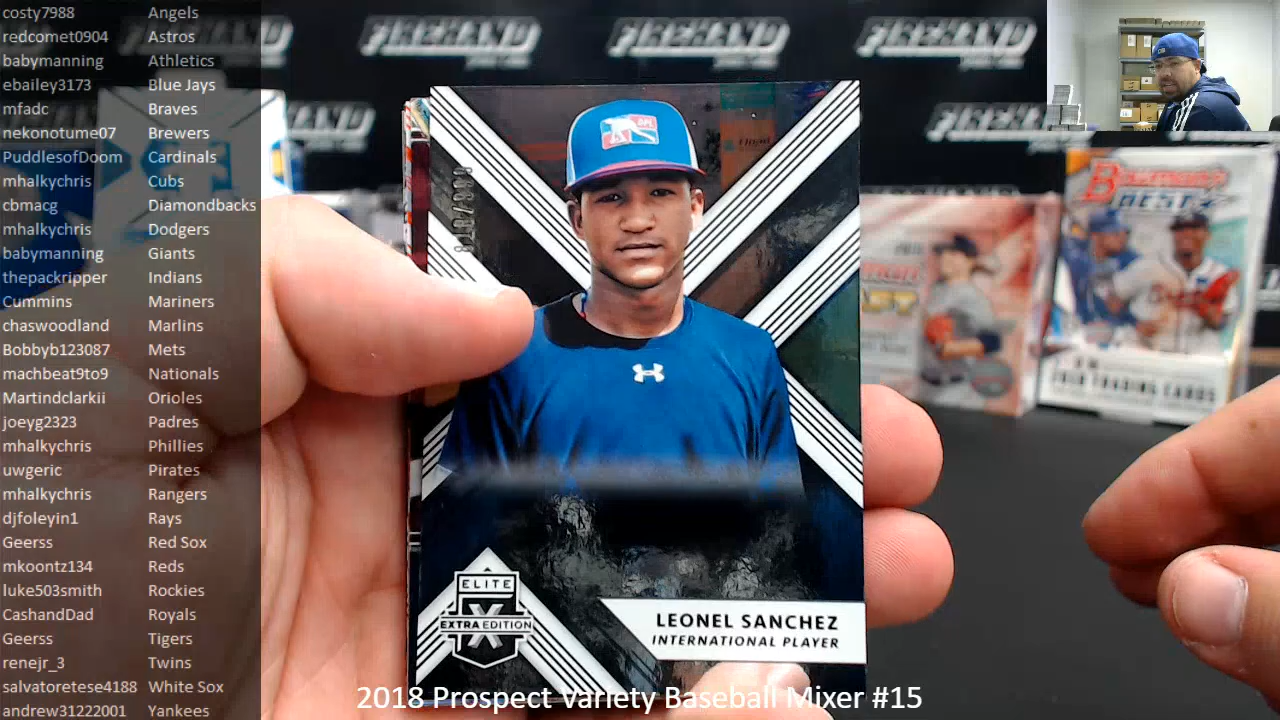 costy7988 Angels
redcomet0904 Astros
babymanning Athletics
ebailey3173 Blue Jays
mfadc Braves
nekonotume07 Brewers
PuddlesofDoom Cardinals
mhalkychris Cubs
cbmacg Diamondbacks
mhalkychris Dodgers
babymanning Giants
thepackripper Indians
Cummins Mariners
chaswoodland Marlins
Bobbyb123087 Mets
machbeat9to9 Nationals
Martindclarkii Orioles
joeyg2323 Padres
mhalkychris Phillies
uwgeric Pirates
mhalkychris Rangers
djfoleyin1 Rays
Geerss Red Sox
mkoontz134 Reds
luke503smith Rockies
CashandDad Royals
Geerss Tigers
renejr_3 Twins
salvatoretese4188 White Sox
andrew31222001 Yankees
FIREHAND
FIREHAND
FIREHAND
FIREHAND
FIREHAND
BOWMAN'S
BEST
TRADING CARDS
ELITE
X
EXTRA EDITION
LEONEL SANCHEZ
INTERNATIONAL PLAYER
2018 Prospect Variety Baseball Mixer #15